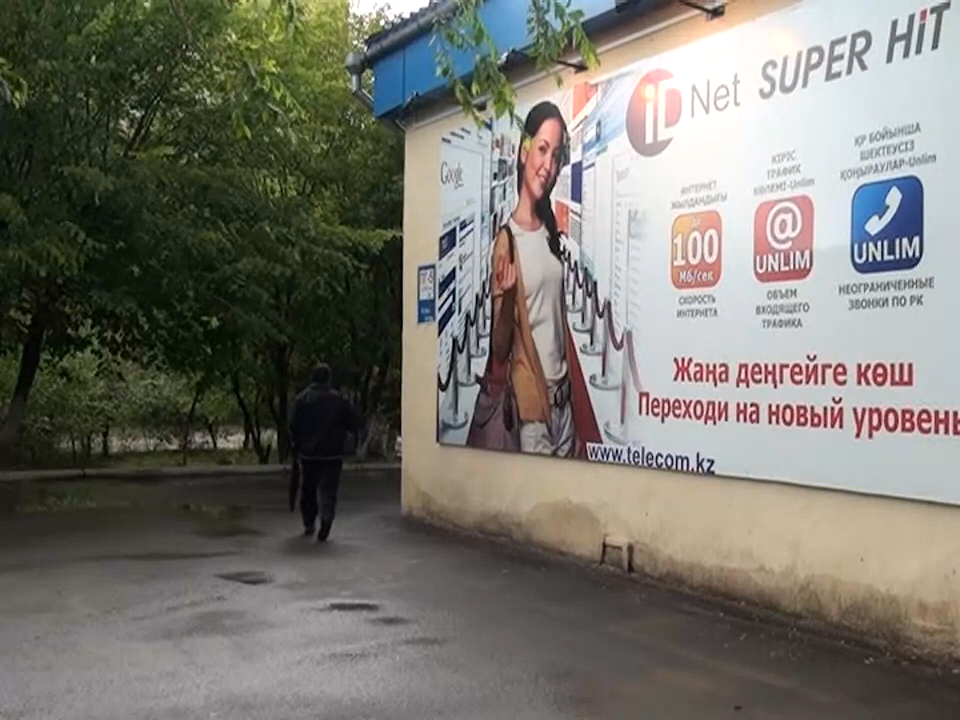 iD Net SUPER HiT
Google
ИНТЕРНЕТ
ЖЫЛДАМДЫҒЫ
100
Мб/сек
СКОРОСТЬ
ИНТЕРНЕТА
КІРІС
ТРАФИК
КӨЛЕМІ-Unlim
@
UNLIM
ОБЪЕМ
ВХОДЯЩЕГО
ТРАФИКА
ҚР БОЙЫНША
ШЕКТЕУСІЗ
ҚОҢЫРАУЛАР-Unlim
UNLIM
НЕОГРАНИЧЕННЫЕ
ЗВОНКИ ПО РК
Жаңа деңгейге көш
Переходи на новый уровень
www.telecom.kz